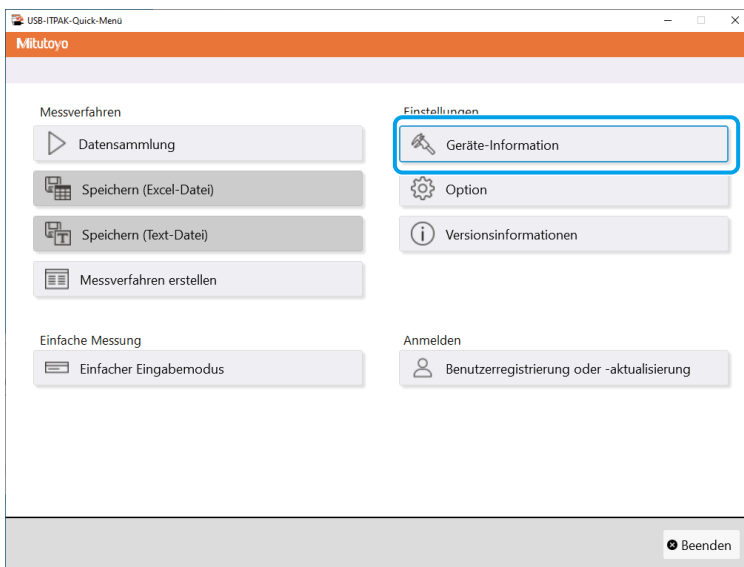 USB-ITPAK-Quick-Menü
Mitutoyo
Messverfahren
Datensammlung
Speichern (Excel-Datei)
Speichern (Text-Datei)
Messverfahren erstellen
Einfache Messung
Einfacher Eingabemodus
Einstellungen
Geräte-Information
Option
Versionsinformationen
Anmelden
Benutzerregistrierung oder -aktualisierung
Beenden